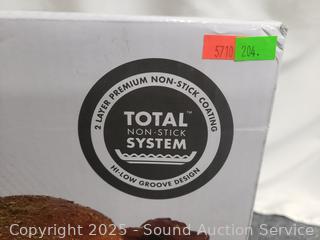 5710
204.
2 LAYER PREMIUM NON-STICK COATING
TOTAL™
NON-STICK
SYSTEM
HI-LOW GROOVE DESIGN
Copyright 2025 - Sound Auction Service